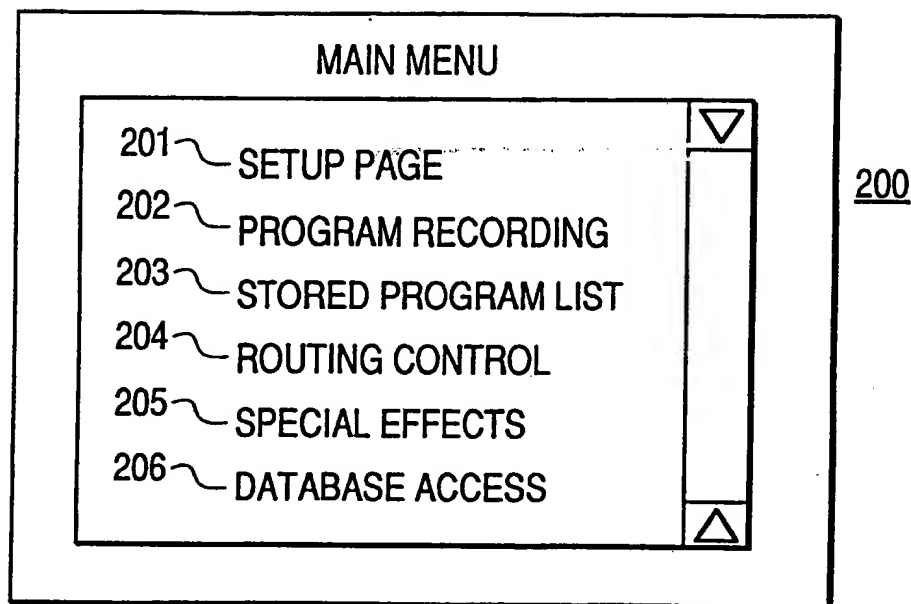 MAIN MENU
201 SETUP PAGE
200
202 PROGRAM RECORDING
203 STORED PROGRAM LIST
204 ROUTING CONTROL
205 SPECIAL EFFECTS
206 DATABASE ACCESS